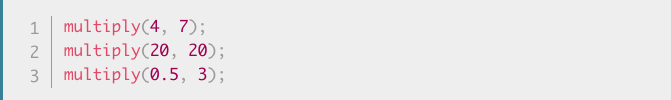 1 multiply(4, 7);
2 multiply(20, 20);
3 multiply(0.5, 3);